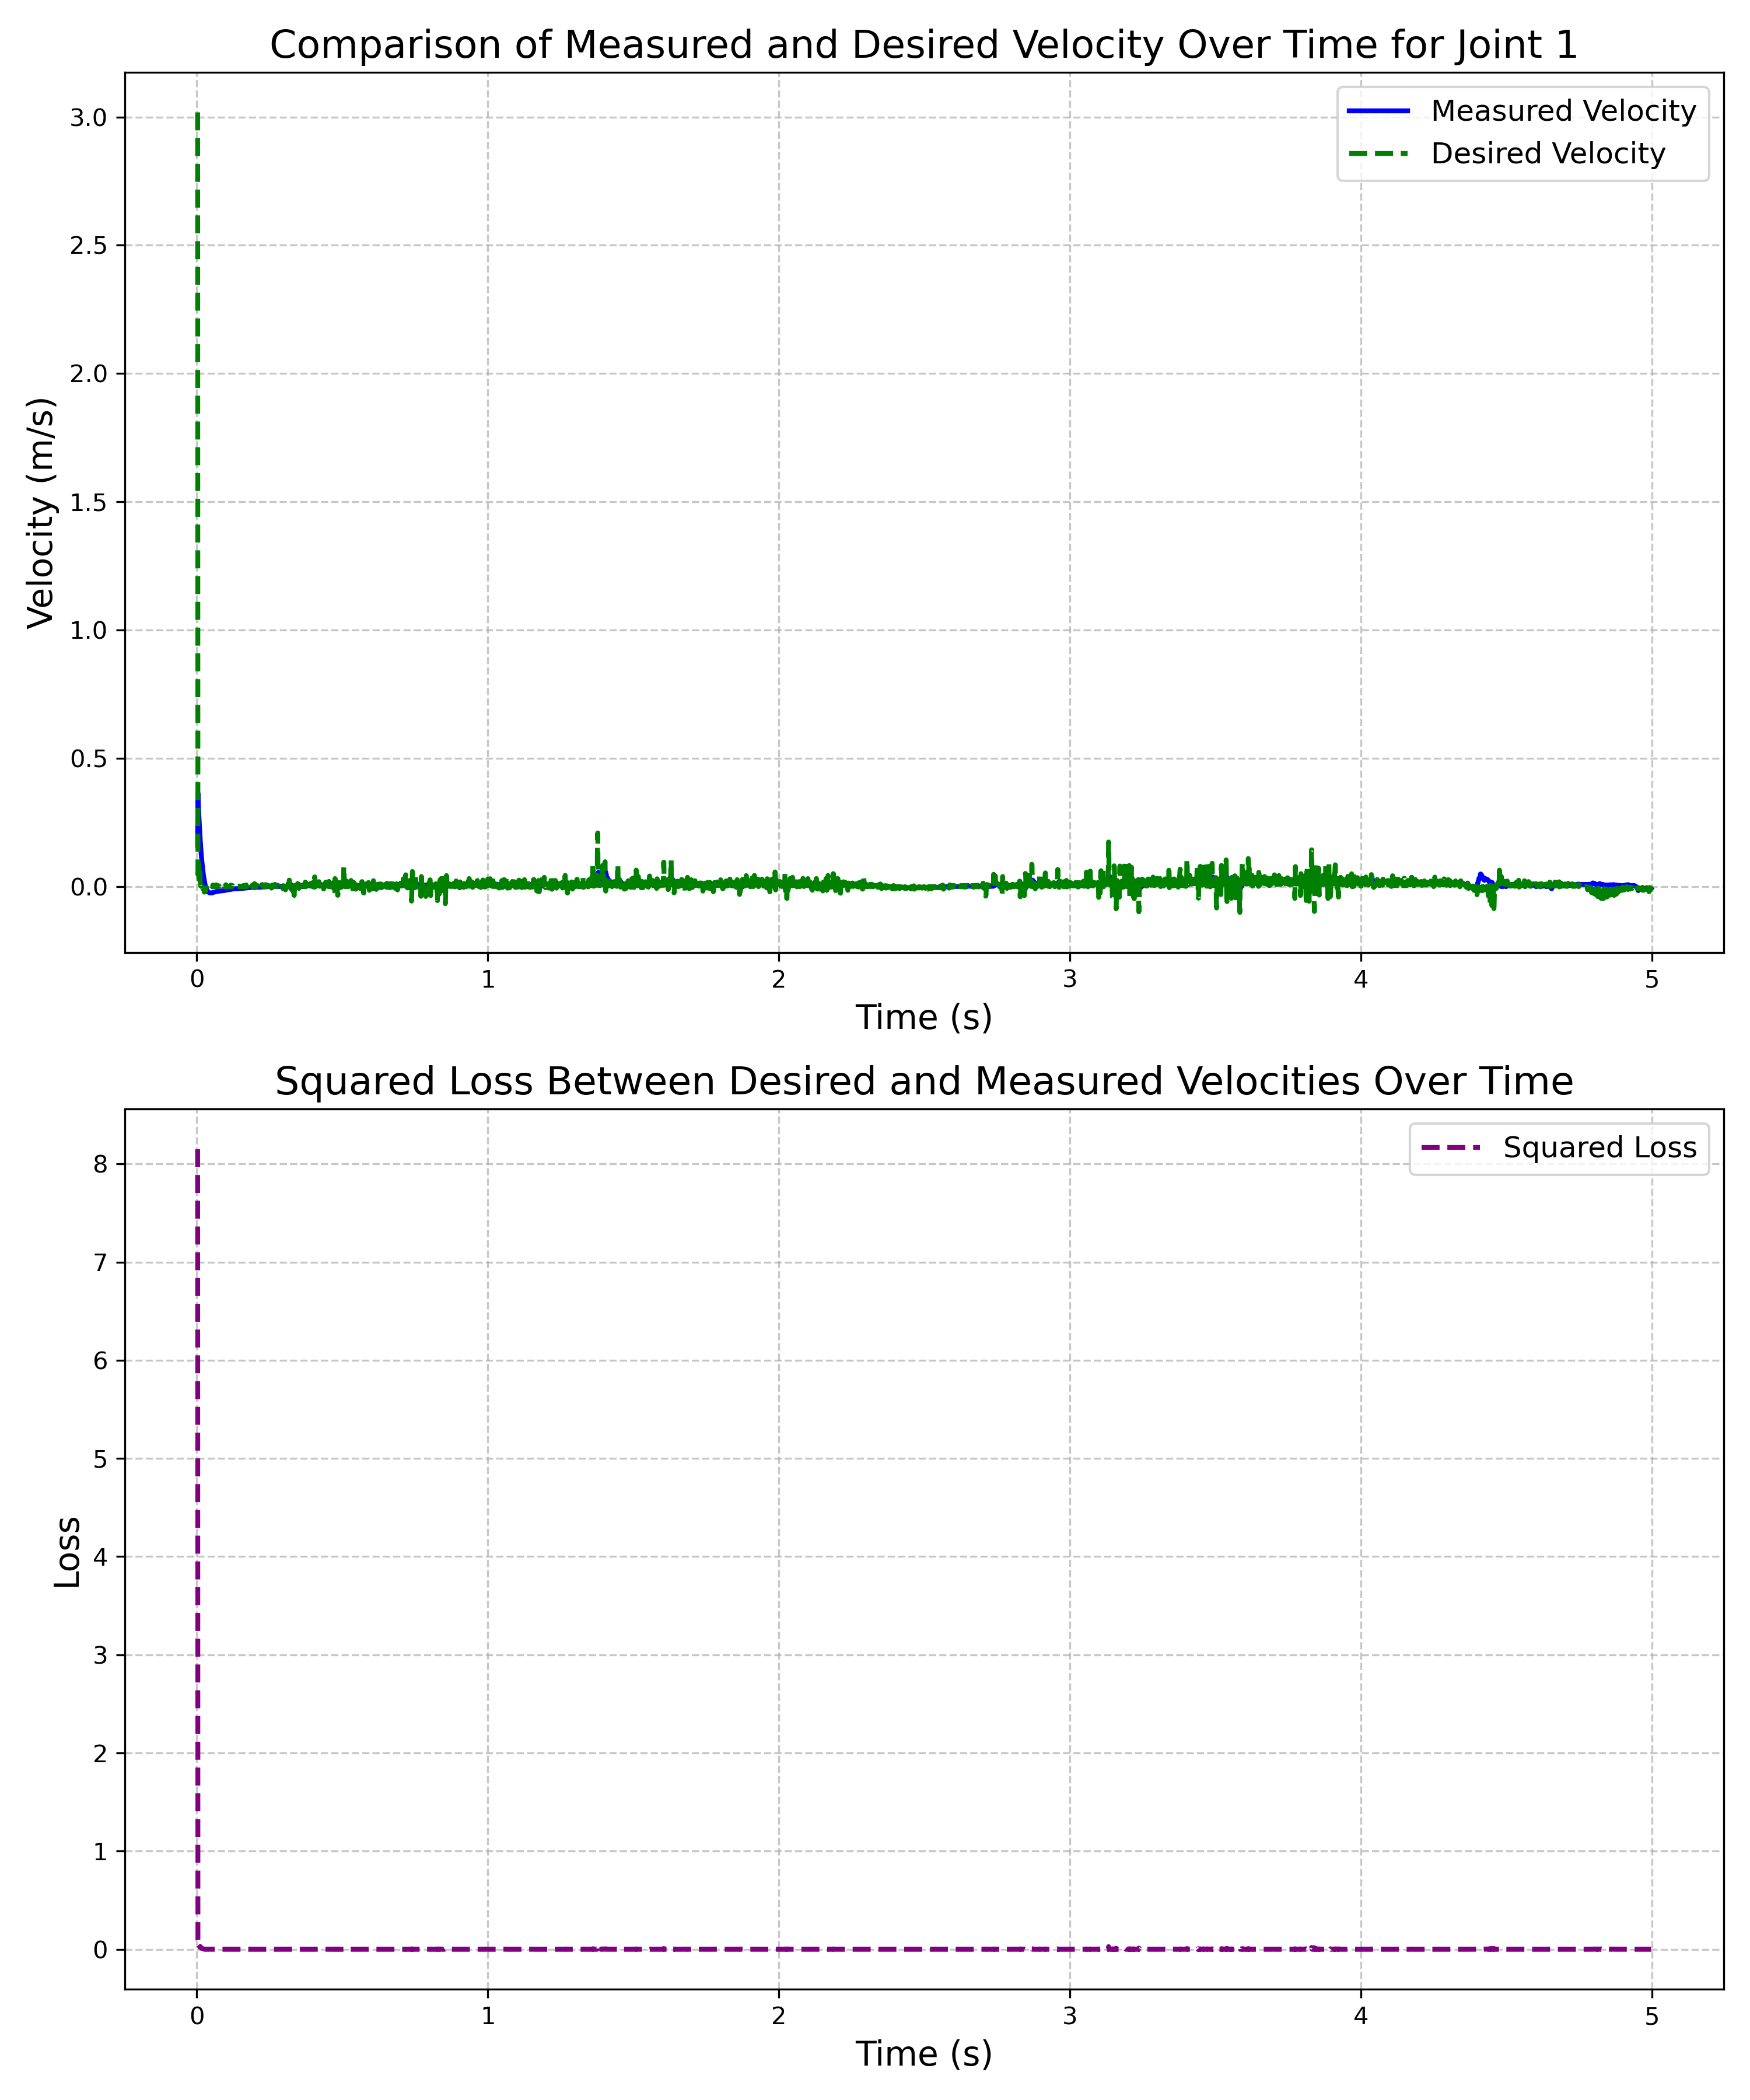 Comparison of Measured and Desired Velocity Over Time for Joint 1
Measured Velocity
Desired Velocity
Velocity (m/s)
3.0
2.5
2.0
1.5
1.0
0.5
0.0
0 1 2 3 4 5
Time (s)
Squared Loss Between Desired and Measured Velocities Over Time
Squared Loss
Loss
8
7
6
5
4
3
2
1
0
0 1 2 3 4 5
Time (s)